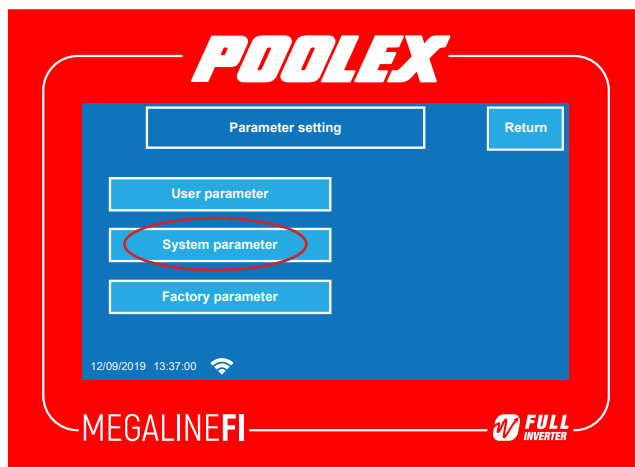 POOLEX
Parameter setting
Return
User parameter
System parameter
Factory parameter
12/09/2019 13:37:00
MEGALINEFI
FULL
INVERTER